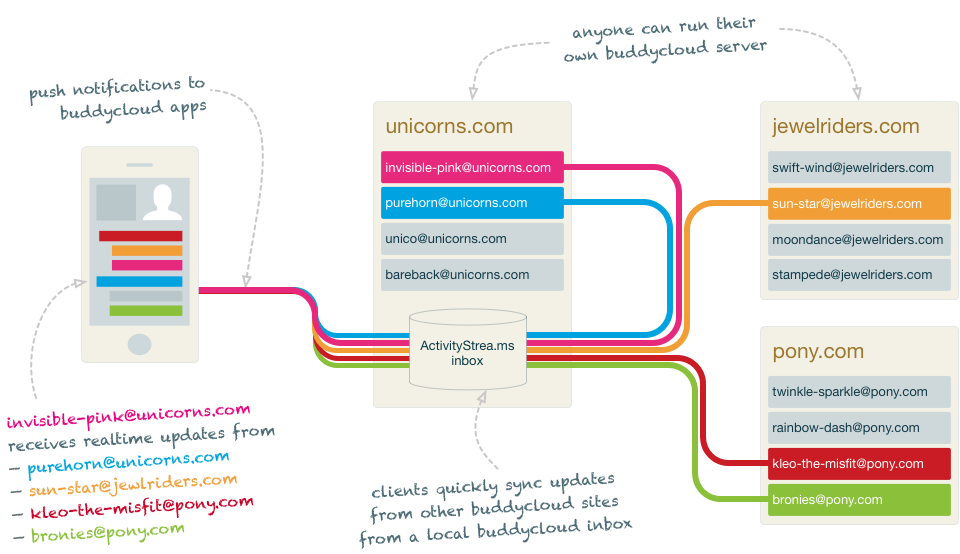 anyone can run their
own buddycloud server
push notifications to
buddycloud apps
unicorns.com
invisible-pink@unicorns.com
purehorn@unicorns.com
unico@unicorns.com
bareback@unicorns.com
ActivityStrea.ms
inbox
jewelriders.com
swift-wind@jewelriders.com
sun-star@jewelriders.com
moondance@jewelriders.com
stampede@jewelriders.com
pony.com
twinkle-sparkle@pony.com
rainbow-dash@pony.com
kleo-the-misfit@pony.com
bronies@pony.com
invisible-pink@unicorns.com
receives realtime updates from
– purehorn@unicorns.com
– sun-star@jewlriders.com
– kleo-the-misfit@pony.com
– bronies@pony.com
clients quickly sync updates
from other buddycloud sites
from a local buddycloud inbox